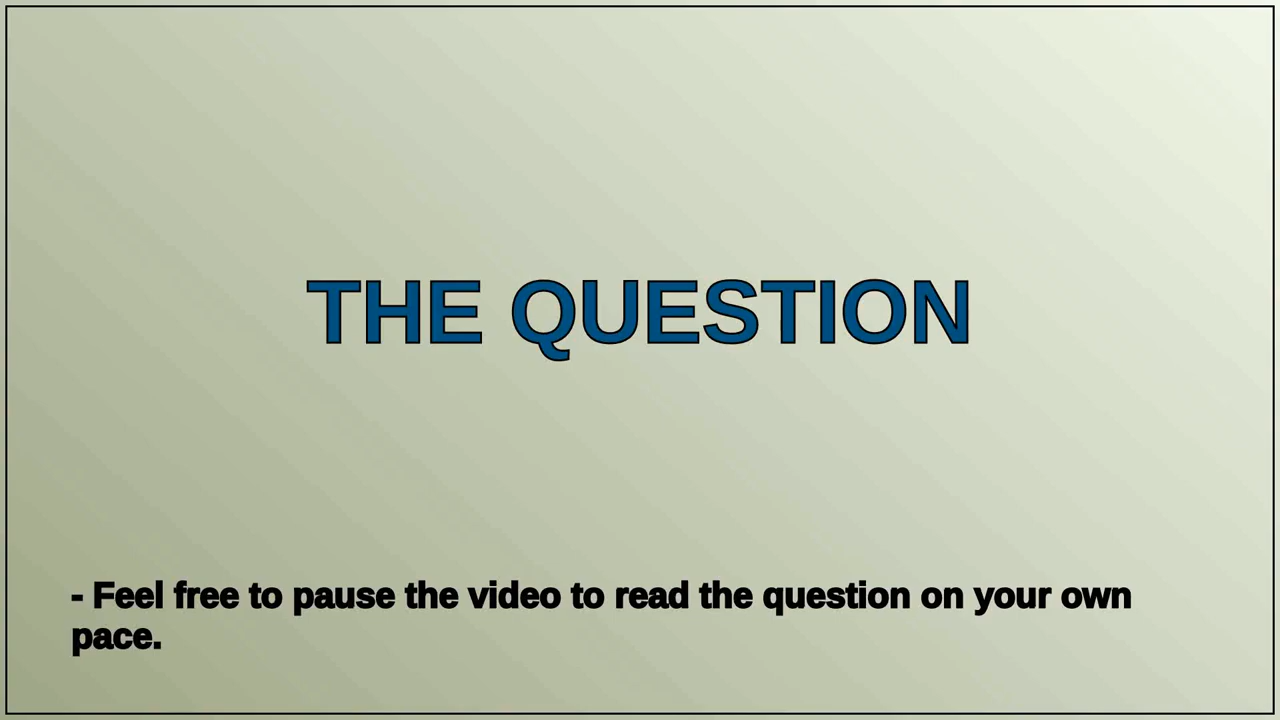 THE QUESTION
- Feel free to pause the video to read the question on your own
pace.